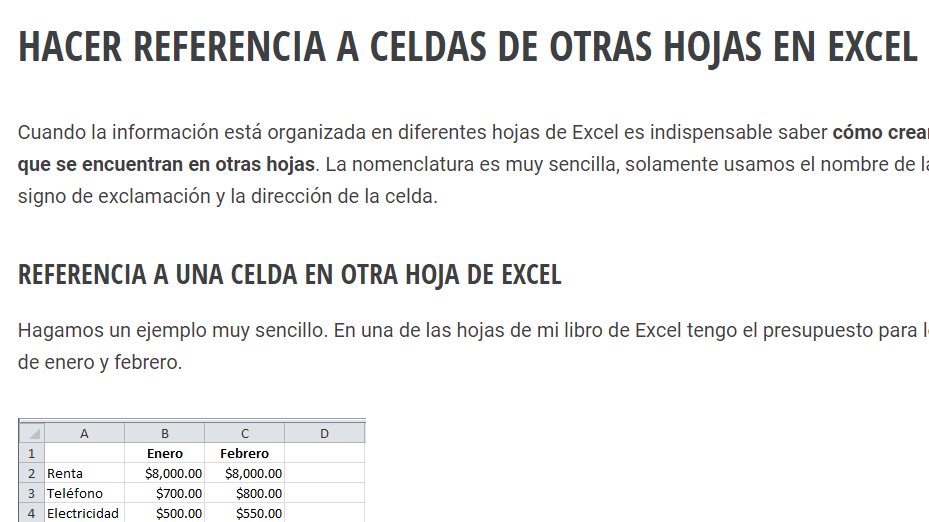 HACER REFERENCIA A CELDAS DE OTRAS HOJAS EN EXCEL
Cuando la información está organizada en diferentes hojas de Excel es indispensable saber cómo crear
que se encuentran en otras hojas. La nomenclatura es muy sencilla, solamente usamos el nombre de la
signo de exclamación y la dirección de la celda.
REFERENCIA A UNA CELDA EN OTRA HOJA DE EXCEL
Hagamos un ejemplo muy sencillo. En una de las hojas de mi libro de Excel tengo el presupuesto para
de enero y febrero.
A B C D
1 Enero Febrero
2 Renta $8,000.00 $8,000.00
3 Teléfono $700.00 $800.00
4 Electricidad $500.00 $550.00